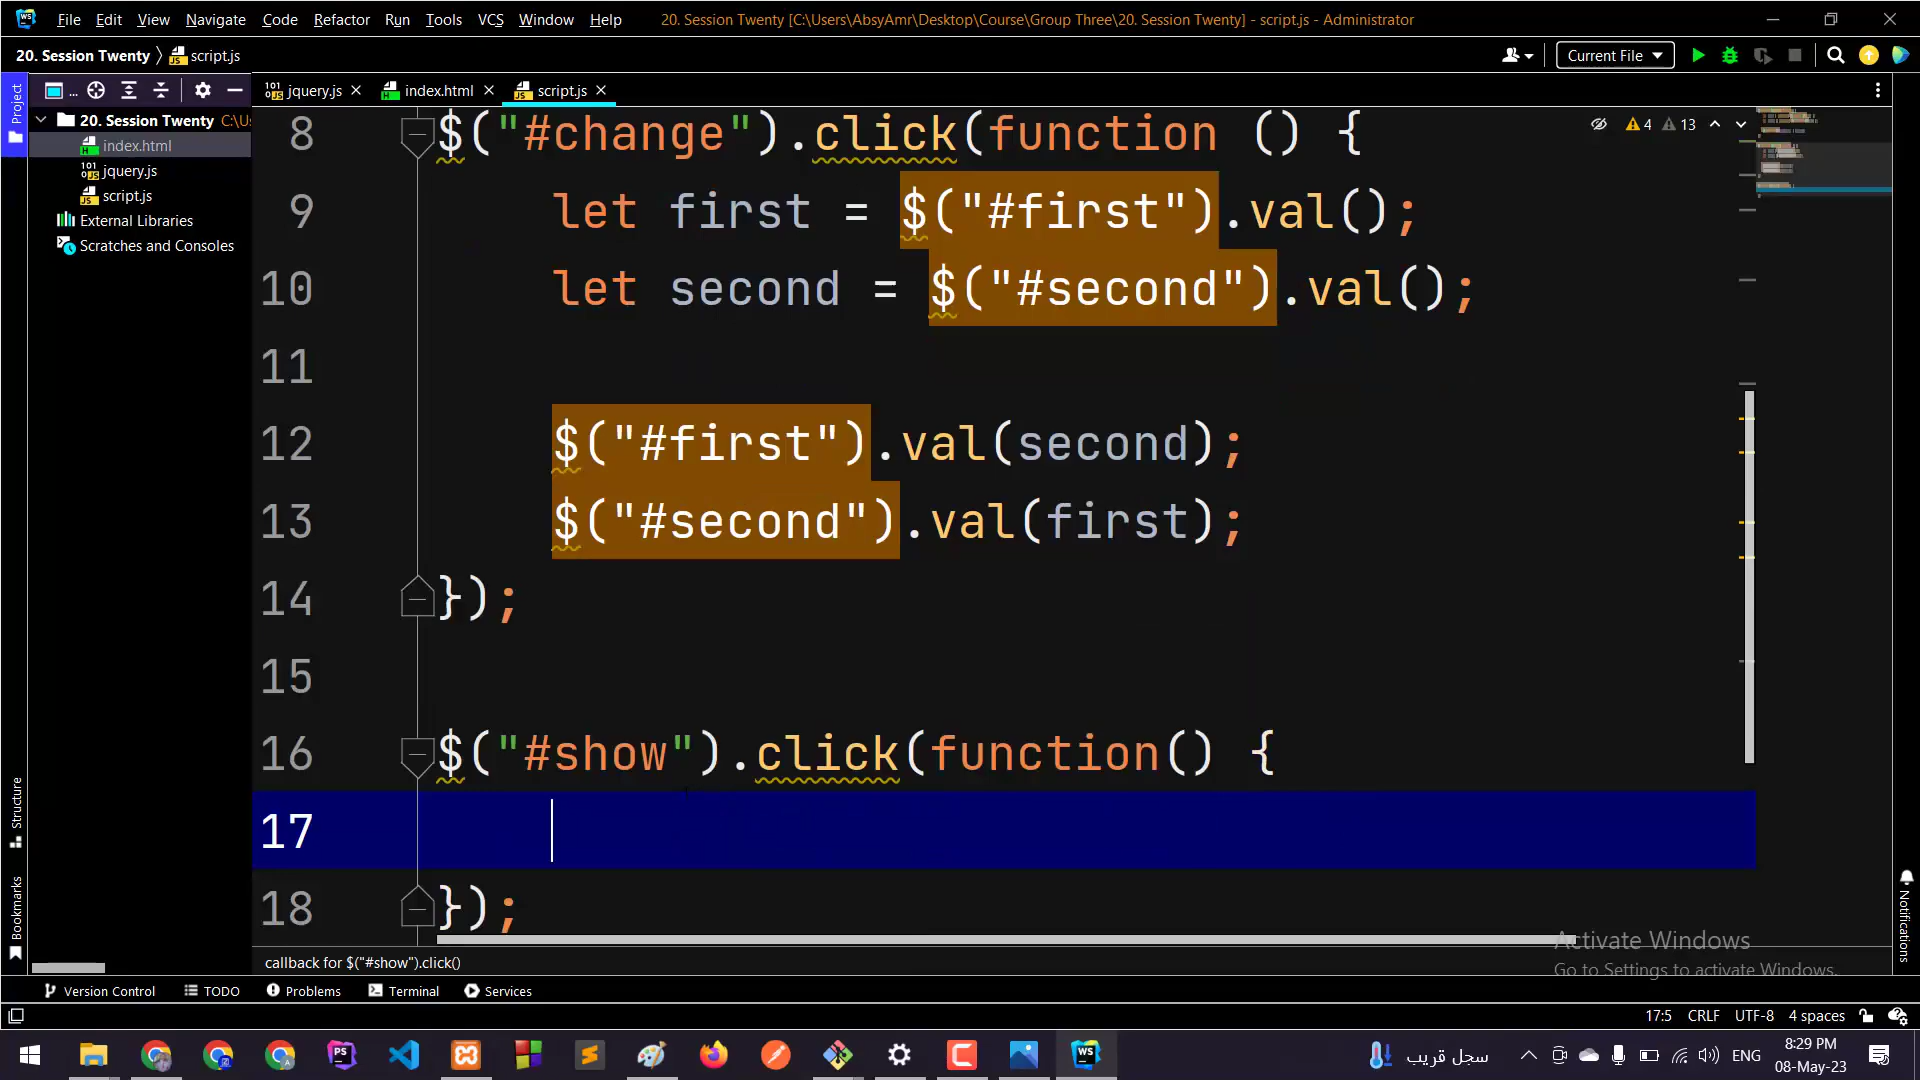 File Edit View Navigate Code Refactor Run Tools VCS Window Help 20. Session Twenty [C:\Users\AbsyAmr\Desktop\Course\Group Three\20. Session Twenty] - script.js - Administrator
20. Session Twenty script.js Current File
Project ... jquery.js index.html script.js
20. Session Twenty C:\Us
index.html
jquery.js
script.js
External Libraries
Scratches and Consoles
4 13
8 $("#change").click(function () {
9 let first = $("#first").val();
10 let second = $("#second").val();
11
12 $("#first").val(second);
13 $("#second").val(first);
14 });
15
16 $("#show").click(function() {
17
18 });
Structure
Bookmarks
Notifications
Activate Windows
Go to Settings to activate Windows.
callback for $("#show").click()
Version Control TODO Problems Terminal Services
17:5 CRLF UTF-8 4 spaces
سجل قريب ENG 8:29 PM
08-May-23